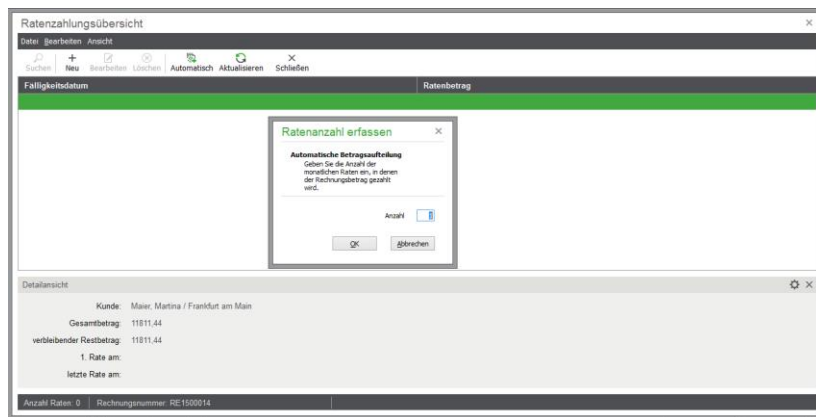 Ratenzahlungsübersicht
Datei Bearbeiten Ansicht
Suchen Neu Bearbeiten Löschen Automatisch Aktualisieren Schließen
Fälligkeitsdatum Ratenbetrag
Ratenanzahl erfassen
Automatische Betragsaufteilung
Geben Sie die Anzahl der
monatlichen Raten ein, in denen
der Rechnungsbetrag gezahlt
wird.
Anzahl
OK Abbrechen
Detailansicht
Kunde: Maier, Martina / Frankfurt am Main
Gesamtbetrag: 11811,44
verbleibender Restbetrag: 11811,44
1. Rate am:
letzte Rate am:
Anzahl Raten: 0 Rechnungsnummer: RE1500014